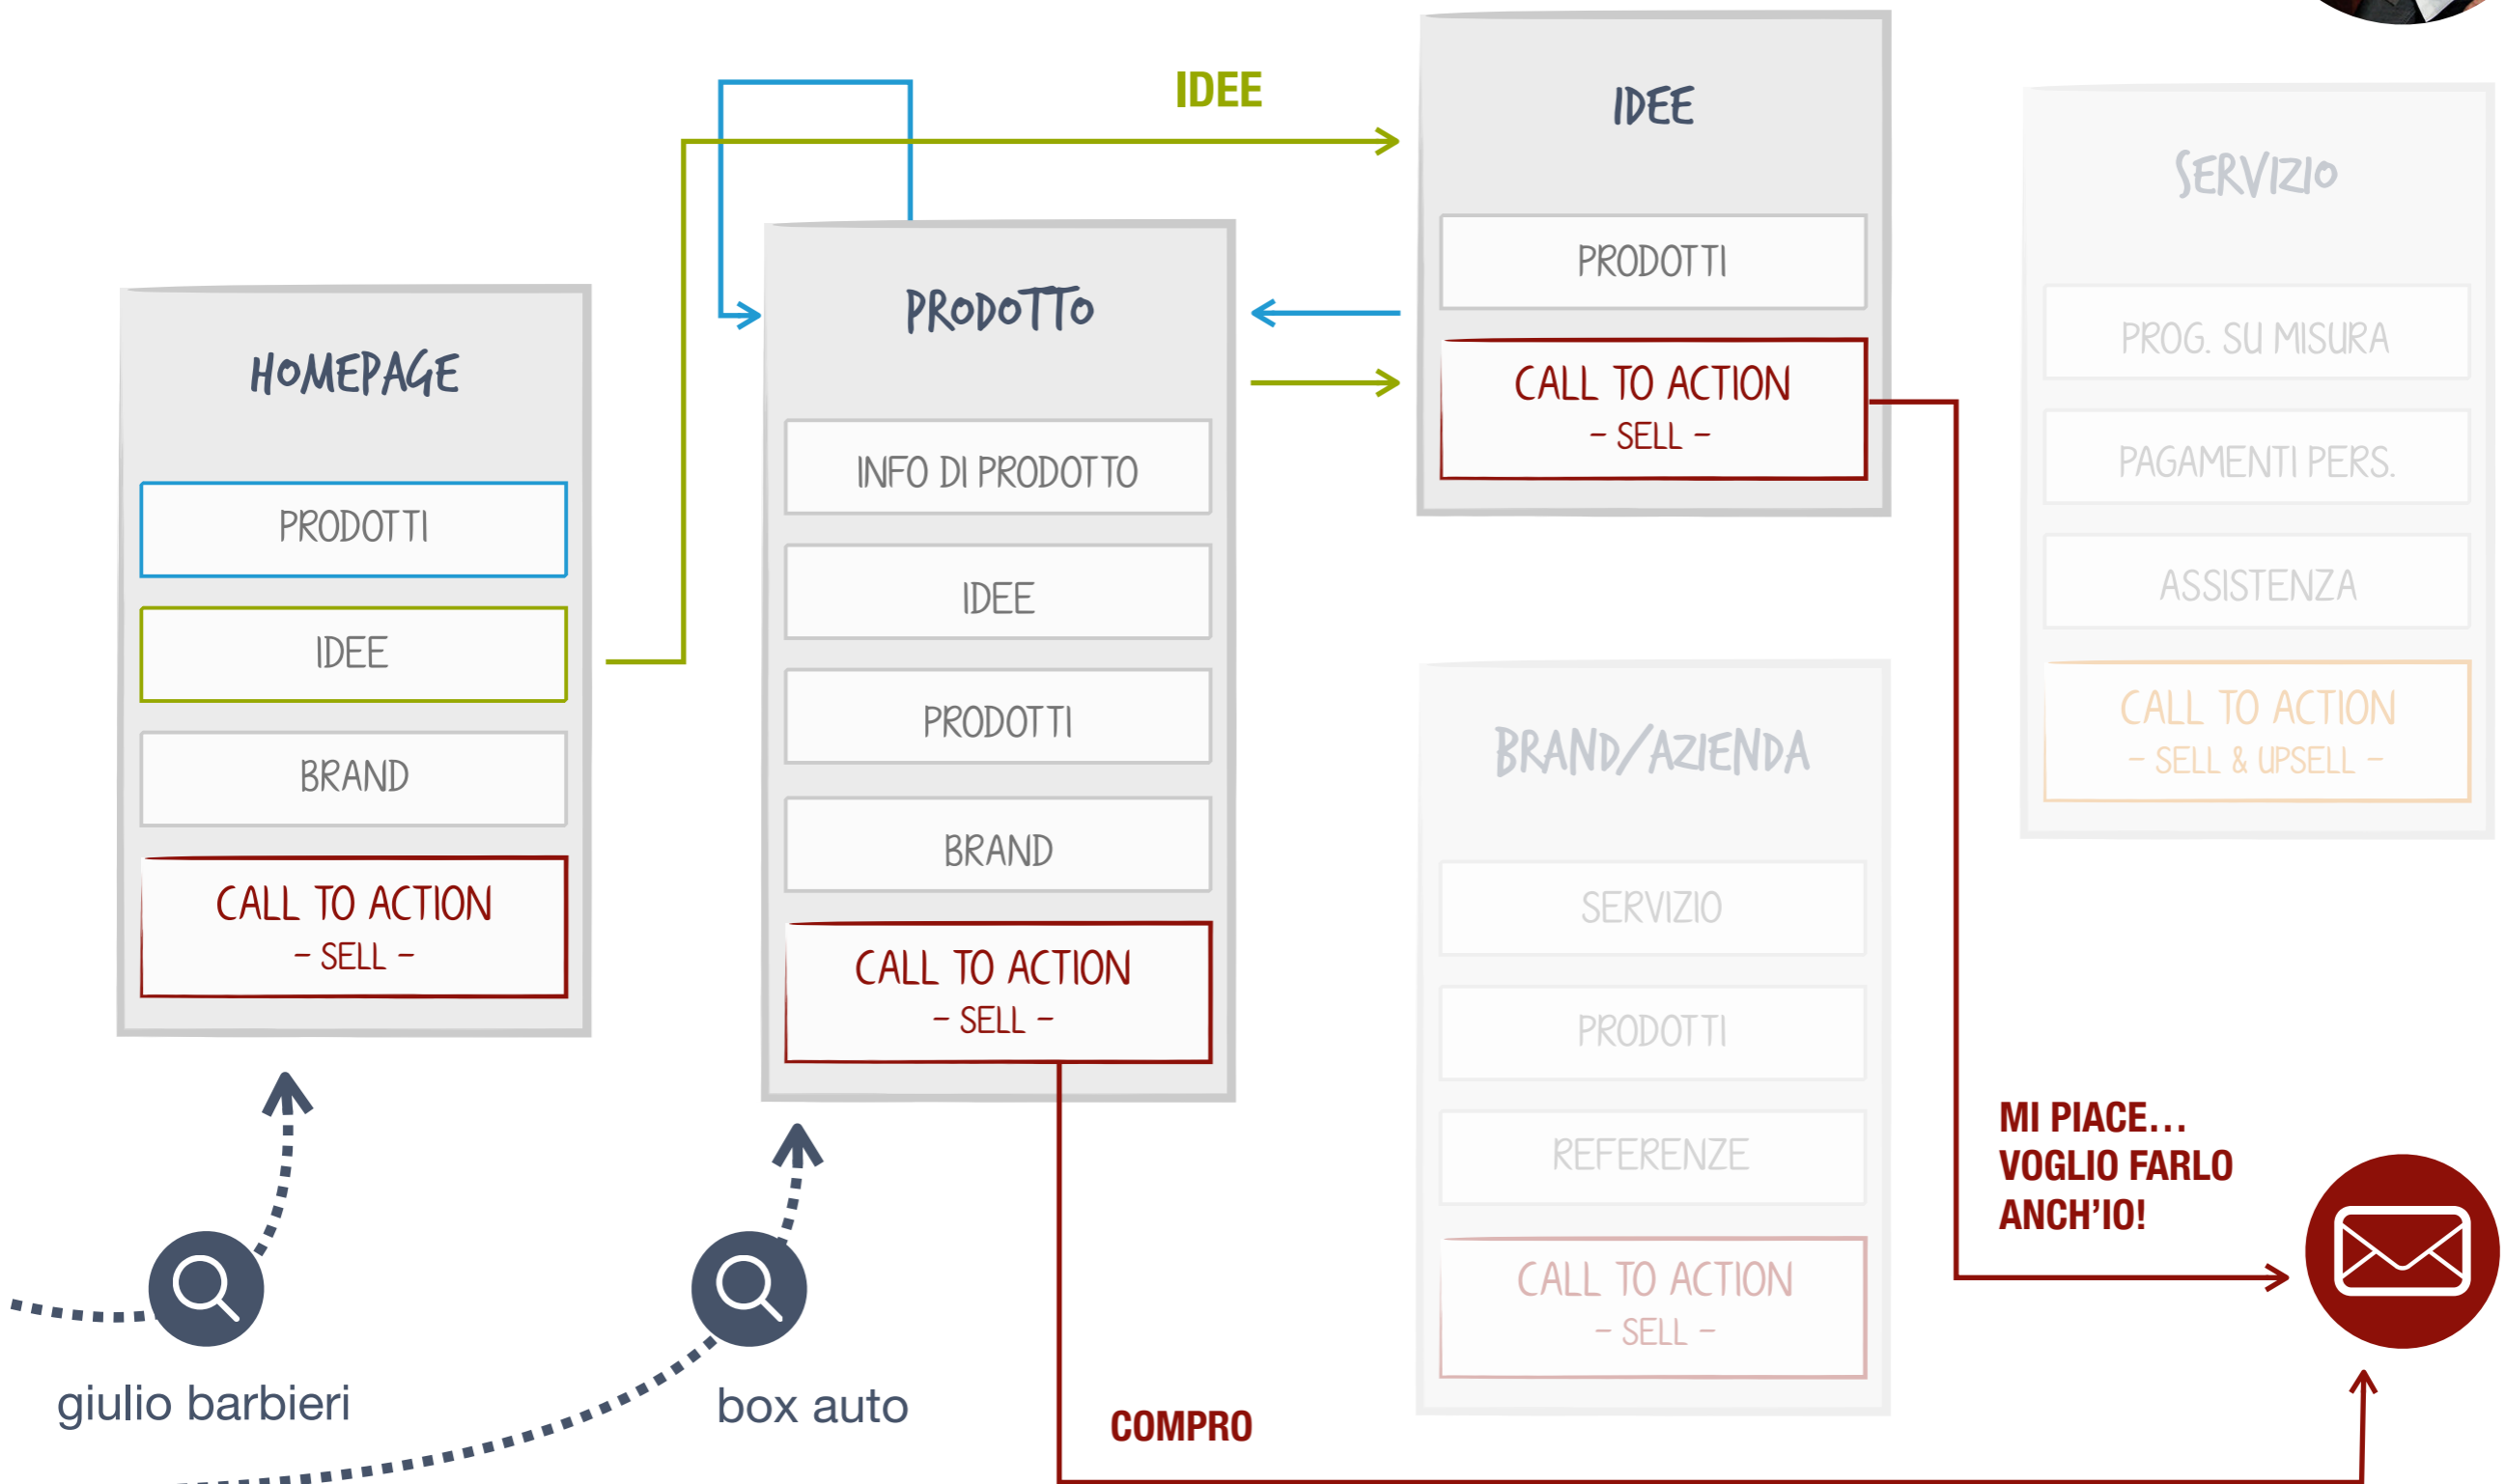 IDEE
HOMEPAGE
PRODOTTI
IDEE
BRAND
CALL TO ACTION
- SELL -
PRODOTTO
INFO DI PRODOTTO
IDEE
PRODOTTI
BRAND
CALL TO ACTION
- SELL -
IDEE
PRODOTTI
CALL TO ACTION
- SELL -
BRAND/AZIENDA
SERVIZIO
PRODOTTI
REFERENZE
CALL TO ACTION
- SELL -
SERVIZIO
PROG. SU MISURA
PAGAMENTI PERS.
ASSISTENZA
CALL TO ACTION
- SELL & UPSELL -
MI PIACE...
VOGLIO FARLO
ANCH'IO!
giulio barbieri
box auto
COMPRO